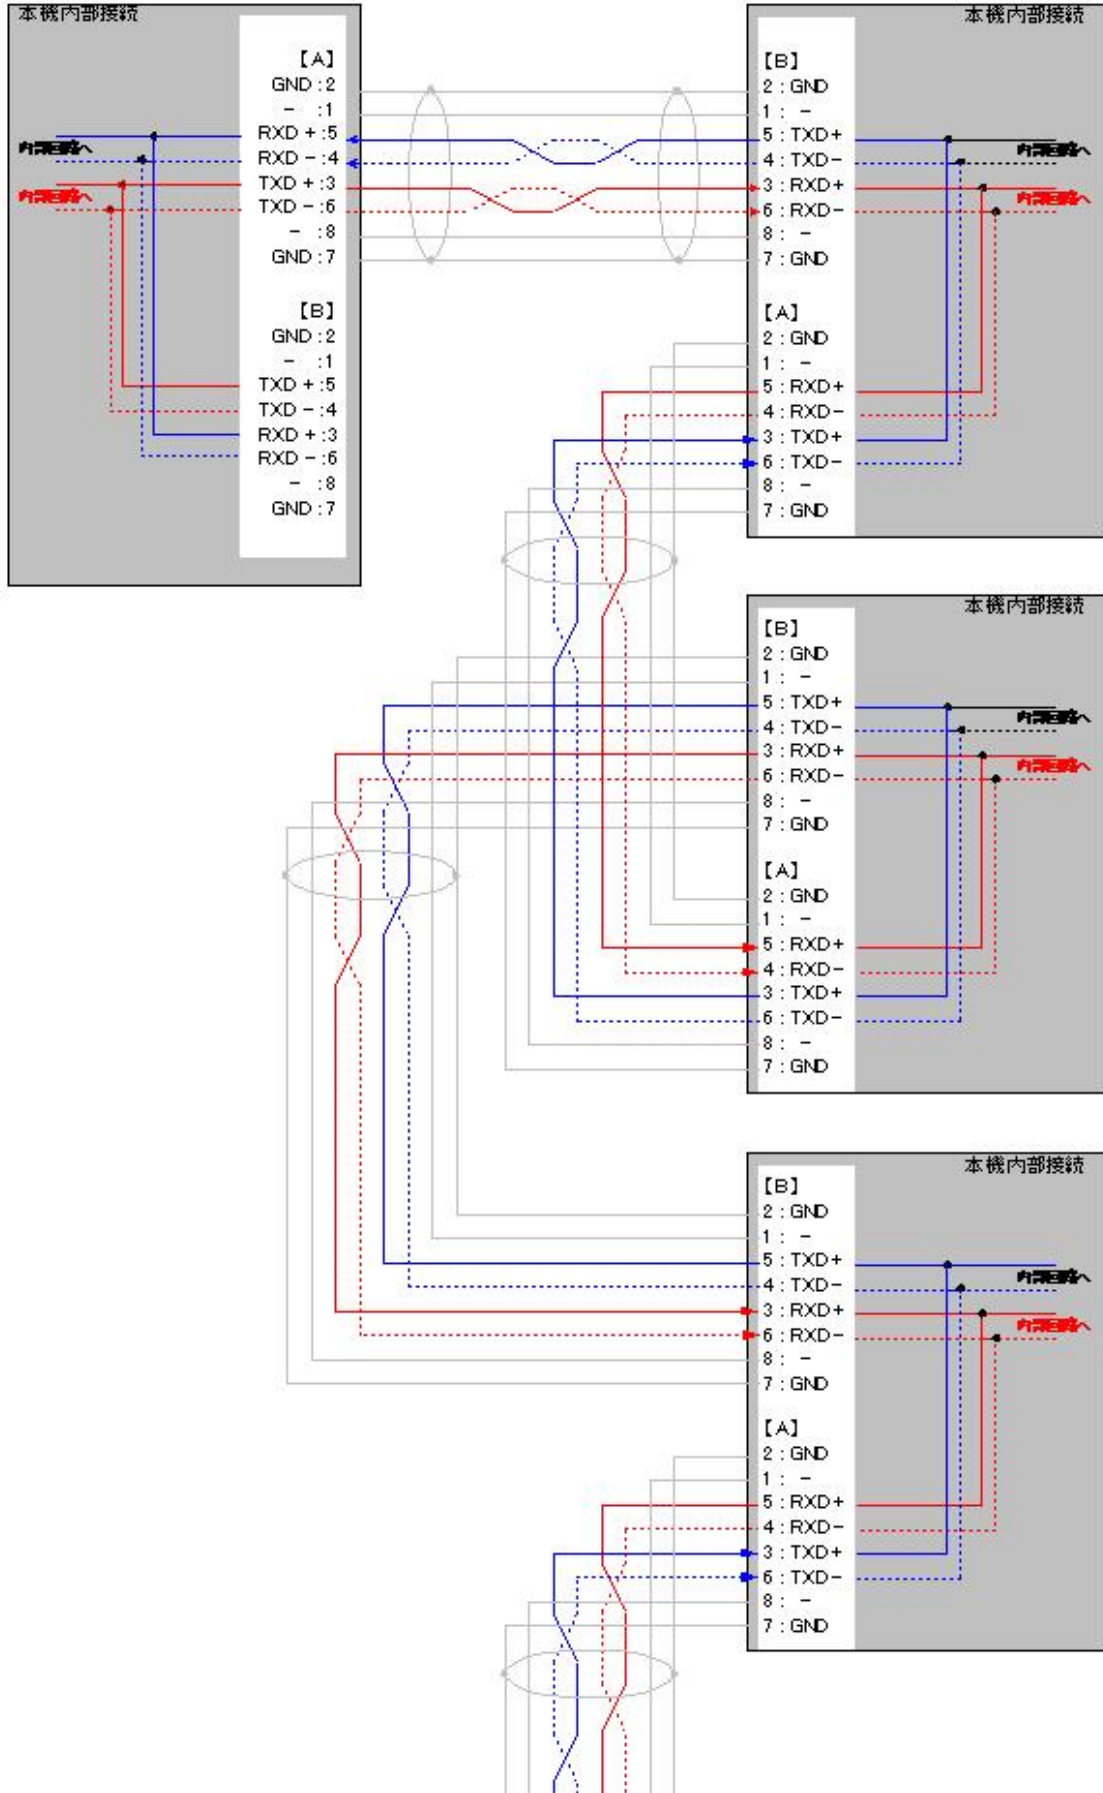 本機内部接続
【A】
GND:2
- :1
RXD+:5
RXD-:4
TXD+:3
TXD-:6
- :8
GND:7
内部回路へ
内部回路へ
【B】
GND:2
- :1
TXD+:5
TXD-:4
RXD+:3
RXD-:6
- :8
GND:7
本機内部接続
【B】
2:GND
1: -
5:TXD+
4:TXD-
3:RXD+
6:RXD-
8: -
7:GND
内部回路へ
内部回路へ
【A】
2:GND
1: -
5:RXD+
4:RXD-
3:TXD+
6:TXD-
8: -
7:GND
本機内部接続
【B】
2:GND
1: -
5:TXD+
4:TXD-
3:RXD+
6:RXD-
8: -
7:GND
内部回路へ
内部回路へ
【A】
2:GND
1: -
5:RXD+
4:RXD-
3:TXD+
6:TXD-
8: -
7:GND
本機内部接続
【B】
2:GND
1: -
5:TXD+
4:TXD-
3:RXD+
6:RXD-
8: -
7:GND
内部回路へ
内部回路へ
【A】
2:GND
1: -
5:RXD+
4:RXD-
3:TXD+
6:TXD-
8: -
7:GND